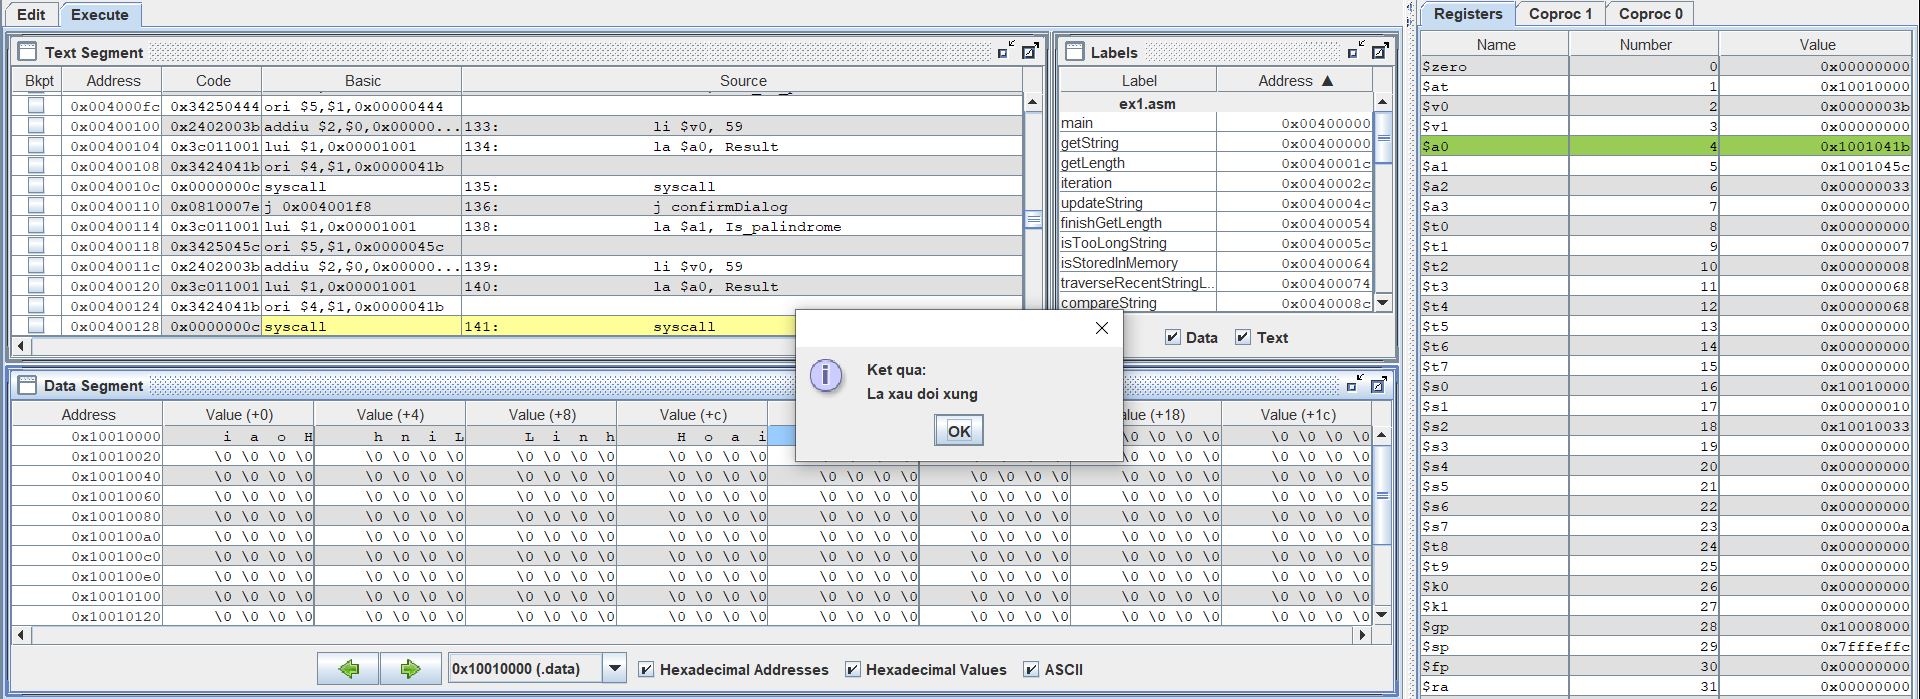 Edit Execute
Text Segment
Bkpt Address Code Basic Source
0x004000fc 0x34250444 ori $5,$1,0x00000444
0x00400100 0x2402003b addiu $2,$0,0x00000... 133: li $v0, 59
0x00400104 0x3c011001 lui $1,0x00001001 134: la $a0, Result
0x00400108 0x3424041b ori $4,$1,0x0000041b
0x0040010c 0x0000000c syscall 135: syscall
0x00400110 0x0810007e j 0x004001f8 136: j confirmDialog
0x00400114 0x3c011001 lui $1,0x00001001 138: la $a1, Is_palindrome
0x00400118 0x3425045c ori $5,$1,0x0000045c
0x0040011c 0x2402003b addiu $2,$0,0x00000... 139: li $v0, 59
0x00400120 0x3c011001 lui $1,0x00001001 140: la $a0, Result
0x00400124 0x3424041b ori $4,$1,0x0000041b
0x00400128 0x0000000c syscall 141: syscall
Labels
Label Address ▲
ex1.asm
main 0x00400000
getString 0x00400000
getLength 0x0040001c
iteration 0x0040002c
updateString 0x0040004c
finishGetLength 0x00400054
isTooLongString 0x0040005c
isStoredInMemory 0x00400064
traverseRecentStringL... 0x00400074
compareString 0x0040008c
Data Text
Ket qua:
La xau doi xung
OK
Data Segment
Address Value (+0) Value (+4) Value (+8) Value (+c) alue (+18) Value (+1c)
0x10010000 i a o H h n i L L i n h H o a i \0 \0 \0 \0 \0 \0 \0 \0
0x10010020 \0 \0 \0 \0 \0 \0 \0 \0 \0 \0 \0 \0 \0 \0 \0 \0 \0 \0 \0 \0 \0 \0 \0 \0 \0 \0 \0 \0 \0 \0 \0 \0
0x10010040 \0 \0 \0 \0 \0 \0 \0 \0 \0 \0 \0 \0 \0 \0 \0 \0 \0 \0 \0 \0 \0 \0 \0 \0 \0 \0 \0 \0 \0 \0 \0 \0
0x10010060 \0 \0 \0 \0 \0 \0 \0 \0 \0 \0 \0 \0 \0 \0 \0 \0 \0 \0 \0 \0 \0 \0 \0 \0 \0 \0 \0 \0 \0 \0 \0 \0
0x10010080 \0 \0 \0 \0 \0 \0 \0 \0 \0 \0 \0 \0 \0 \0 \0 \0 \0 \0 \0 \0 \0 \0 \0 \0 \0 \0 \0 \0 \0 \0 \0 \0
0x100100a0 \0 \0 \0 \0 \0 \0 \0 \0 \0 \0 \0 \0 \0 \0 \0 \0 \0 \0 \0 \0 \0 \0 \0 \0 \0 \0 \0 \0 \0 \0 \0 \0
0x100100c0 \0 \0 \0 \0 \0 \0 \0 \0 \0 \0 \0 \0 \0 \0 \0 \0 \0 \0 \0 \0 \0 \0 \0 \0 \0 \0 \0 \0 \0 \0 \0 \0
0x100100e0 \0 \0 \0 \0 \0 \0 \0 \0 \0 \0 \0 \0 \0 \0 \0 \0 \0 \0 \0 \0 \0 \0 \0 \0 \0 \0 \0 \0 \0 \0 \0 \0
0x10010100 \0 \0 \0 \0 \0 \0 \0 \0 \0 \0 \0 \0 \0 \0 \0 \0 \0 \0 \0 \0 \0 \0 \0 \0 \0 \0 \0 \0 \0 \0 \0 \0
0x10010120 \0 \0 \0 \0 \0 \0 \0 \0 \0 \0 \0 \0 \0 \0 \0 \0 \0 \0 \0 \0 \0 \0 \0 \0 \0 \0 \0 \0 \0 \0 \0 \0
0x10010000 (.data) Hexadecimal Addresses Hexadecimal Values ASCII
Registers Coproc 1 Coproc 0
Name Number Value
$zero 0 0x00000000
$at 1 0x10010000
$v0 2 0x0000003b
$v1 3 0x00000000
$a0 4 0x1001041b
$a1 5 0x1001045c
$a2 6 0x00000033
$a3 7 0x00000000
$t0 8 0x00000000
$t1 9 0x00000007
$t2 10 0x00000008
$t3 11 0x00000068
$t4 12 0x00000068
$t5 13 0x00000000
$t6 14 0x00000000
$t7 15 0x00000000
$s0 16 0x10010000
$s1 17 0x00000010
$s2 18 0x10010033
$s3 19 0x00000000
$s4 20 0x00000000
$s5 21 0x00000000
$s6 22 0x00000000
$s7 23 0x0000000a
$t8 24 0x00000000
$t9 25 0x00000000
$k0 26 0x00000000
$k1 27 0x00000000
$gp 28 0x10008000
$sp 29 0x7fffeffc
$fp 30 0x00000000
$ra 31 0x00000000